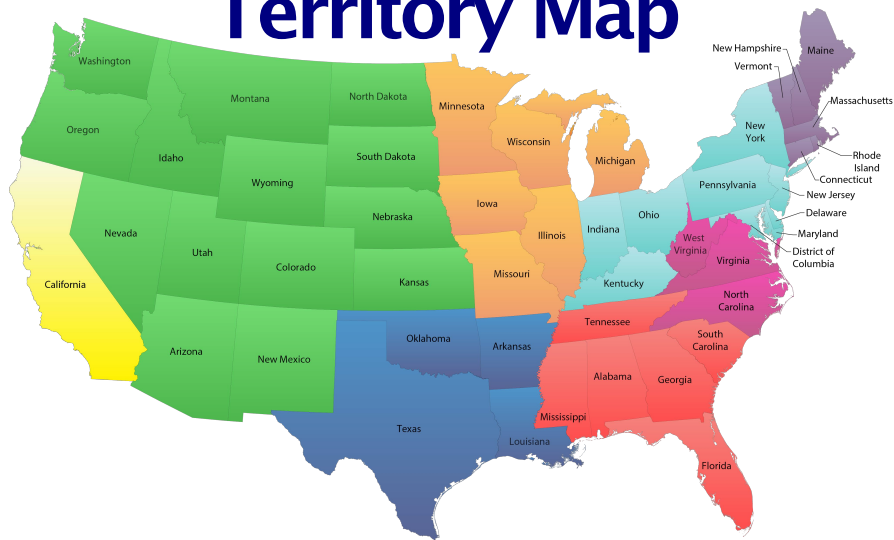 Territory Map
Washington
Oregon
Idaho
Montana
Wyoming
North Dakota
South Dakota
Nebraska
Kansas
Nevada
Utah
Colorado
California
Arizona
New Mexico
Minnesota
Wisconsin
Michigan
Iowa
Illinois
Missouri
Oklahoma
Arkansas
Texas
Louisiana
Indiana
Ohio
Kentucky
Pennsylvania
New
York
West
Virginia
Virginia
North
Carolina
Tennessee
South
Carolina
Mississippi
Alabama
Georgia
Florida
New Hampshire
Vermont
Maine
Massachusetts
Rhode
Island
Connecticut
New Jersey
Delaware
Maryland
District of
Columbia